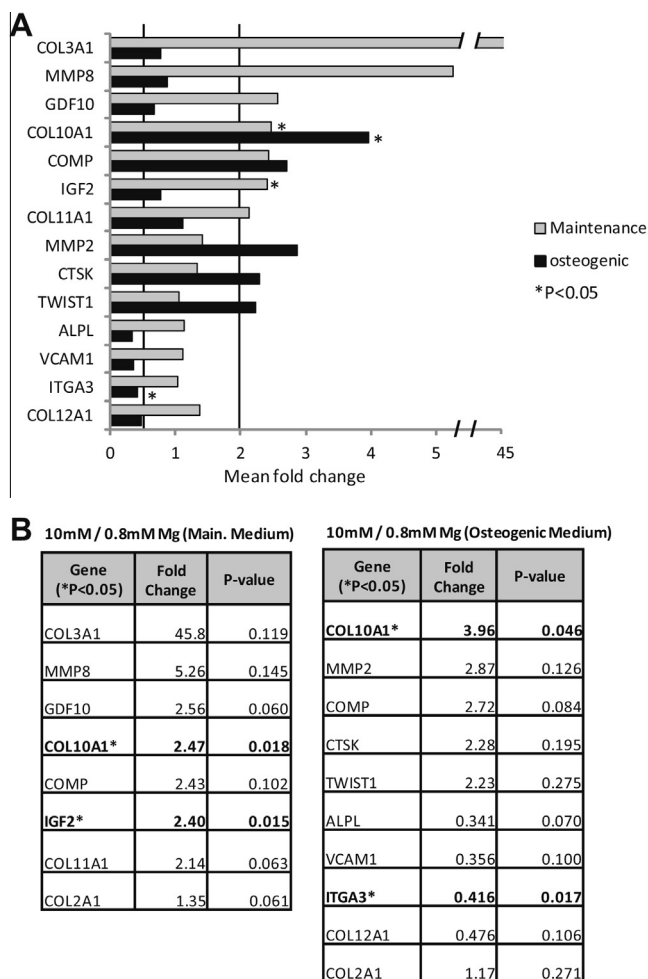 A
COL3A1
MMP8
GDF10
COL10A1 *
*
COMP
IGF2 *
COL11A1
MMP2
CTSK
TWIST1
ALPL
VCAM1
ITGA3 *
COL12A1
Maintenance
osteogenic
*P<0.05
0 1 2 3 4 5 45
Mean fold change
B
10mM / 0.8mM Mg (Main. Medium)
Gene (*P<0.05) Fold Change P-value
COL3A1 45.8 0.119
MMP8 5.26 0.145
GDF10 2.56 0.060
COL10A1* 2.47 0.018
COMP 2.43 0.102
IGF2* 2.40 0.015
COL11A1 2.14 0.063
COL2A1 1.35 0.061
10mM / 0.8mM Mg (Osteogenic Medium)
Gene (*P<0.05) Fold Change P-value
COL10A1* 3.96 0.046
MMP2 2.87 0.126
COMP 2.72 0.084
CTSK 2.28 0.195
TWIST1 2.23 0.275
ALPL 0.341 0.070
VCAM1 0.356 0.100
ITGA3* 0.416 0.017
COL12A1 0.476 0.106
COL2A1 1.17 0.271